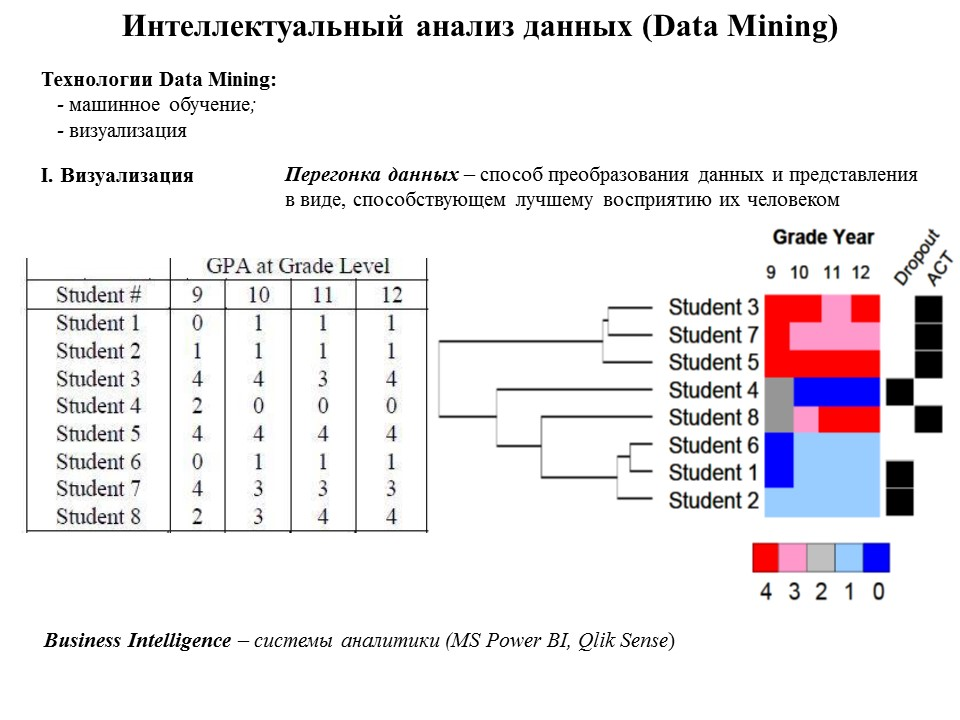 Интеллектуальный анализ данных (Data Mining)
Технологии Data Mining:
- машинное обучение;
- визуализация
I. Визуализация
Перегонка данных – способ преобразования данных и представления
в виде, способствующем лучшему восприятию их человеком
GPA at Grade Level
Student # 9 10 11 12
Student 1 0 1 1 1
Student 2 1 1 1 1
Student 3 4 4 3 4
Student 4 2 0 0 0
Student 5 4 4 4 4
Student 6 0 1 1 1
Student 7 4 3 3 3
Student 8 2 3 4 4
Grade Year
9 10 11 12 Dropout ACT
Student 3
Student 7
Student 5
Student 4
Student 8
Student 6
Student 1
Student 2
4 3 2 1 0
Business Intelligence – системы аналитики (MS Power BI, Qlik Sense)